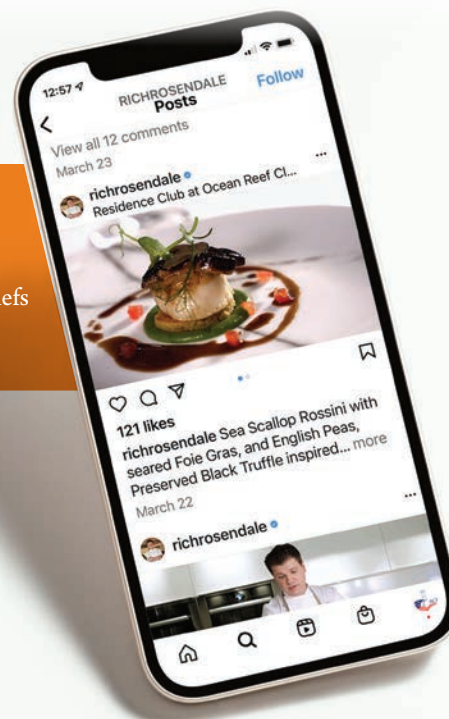 12:57
RICHROSENDALE
Posts
Follow
View all 12 comments
March 23
richrosendale
Residence Club at Ocean Reef Cl...
efs
121 likes
richrosendale Sea Scallop Rossini with
seared Foie Gras, and English Peas,
Preserved Black Truffle inspired... more
March 22
richrosendale